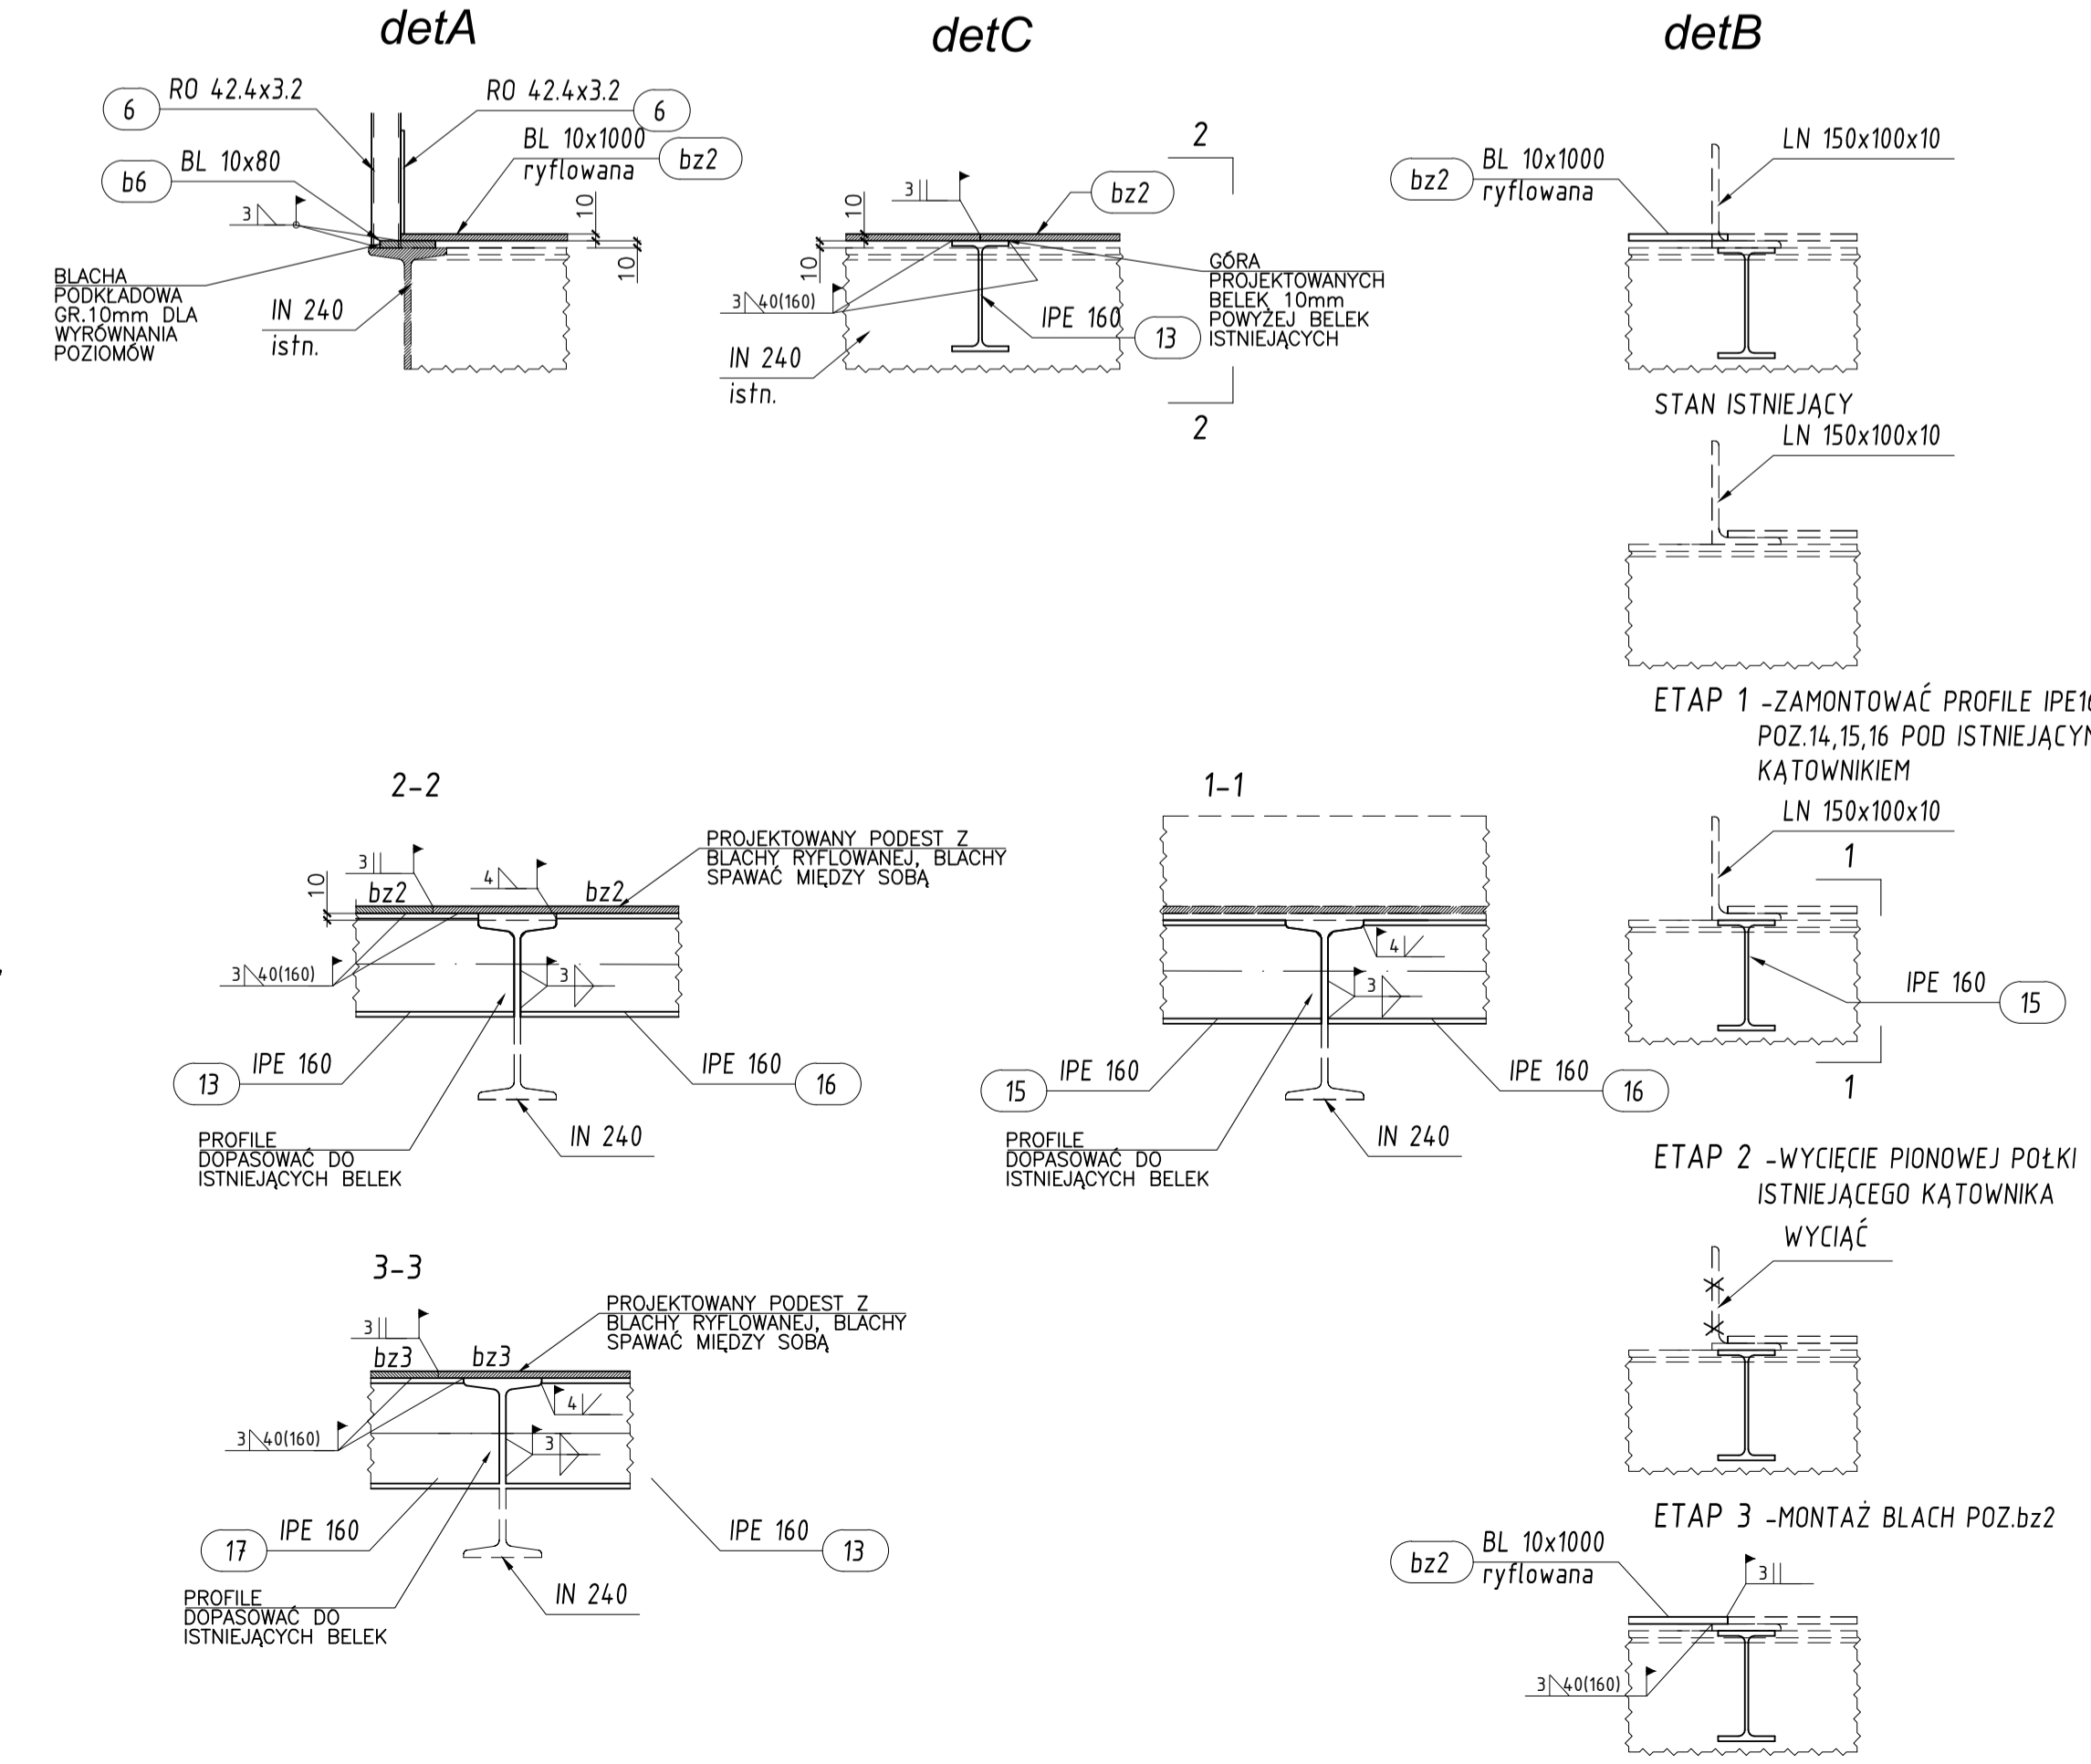 detA
RO 42.4x3.2
6
RO 42.4x3.2
6
BL 10x80
b6
BL 10x1000
ryflowana
bz2
3
10
10
BLACHA
PODKŁADOWA
GR.10mm DLA
WYRÓWNANIA
POZIOMÓW
IN 240
istn.
detC
2
3
bz2
10
10
GÓRA
PROJEKTOWANYCH
BELEK 10mm
POWYŻEJ BELEK
ISTNIEJĄCYCH
3 40(160)
IPE 160
13
IN 240
istn.
2
detB
LN 150x100x10
BL 10x1000
ryflowana
bz2
STAN ISTNIEJĄCY
LN 150x100x10
ETAP 1 -ZAMONTOWAĆ PROFILE
POZ.14,15,16 POD
KĄTOWNIKIEM
LN 150x100x10
1
IPE 160
15
1
ETAP 2 -WYCIĘCIE PIONOWEJ PÓŁKI
ISTNIEJĄCEGO KĄTOWNIKA
WYCIĄĆ
ETAP 3 -MONTAŻ BLACH POZ.bz2
BL 10x1000
ryflowana
bz2
3
3 40(160)
2-2
PROJEKTOWANY PODEST Z
BLACHY RYFLOWANEJ, BLACHY
SPAWAĆ MIĘDZY SOBĄ
3
4
10
bz2
bz2
3 40(160)
3
13
IPE 160
IPE 160
16
IN 240
PROFILE
DOPASOWAĆ DO
ISTNIEJĄCYCH BELEK
1-1
4
3
15
IPE 160
IPE 160
16
IN 240
PROFILE
DOPASOWAĆ DO
ISTNIEJĄCYCH BELEK
3-3
PROJEKTOWANY PODEST Z
BLACHY RYFLOWANEJ, BLACHY
SPAWAĆ MIĘDZY SOBĄ
3
bz3
bz3
4
3 40(160)
3
17
IPE 160
IPE 160
13
IN 240
PROFILE
DOPASOWAĆ DO
ISTNIEJĄCYCH BELEK